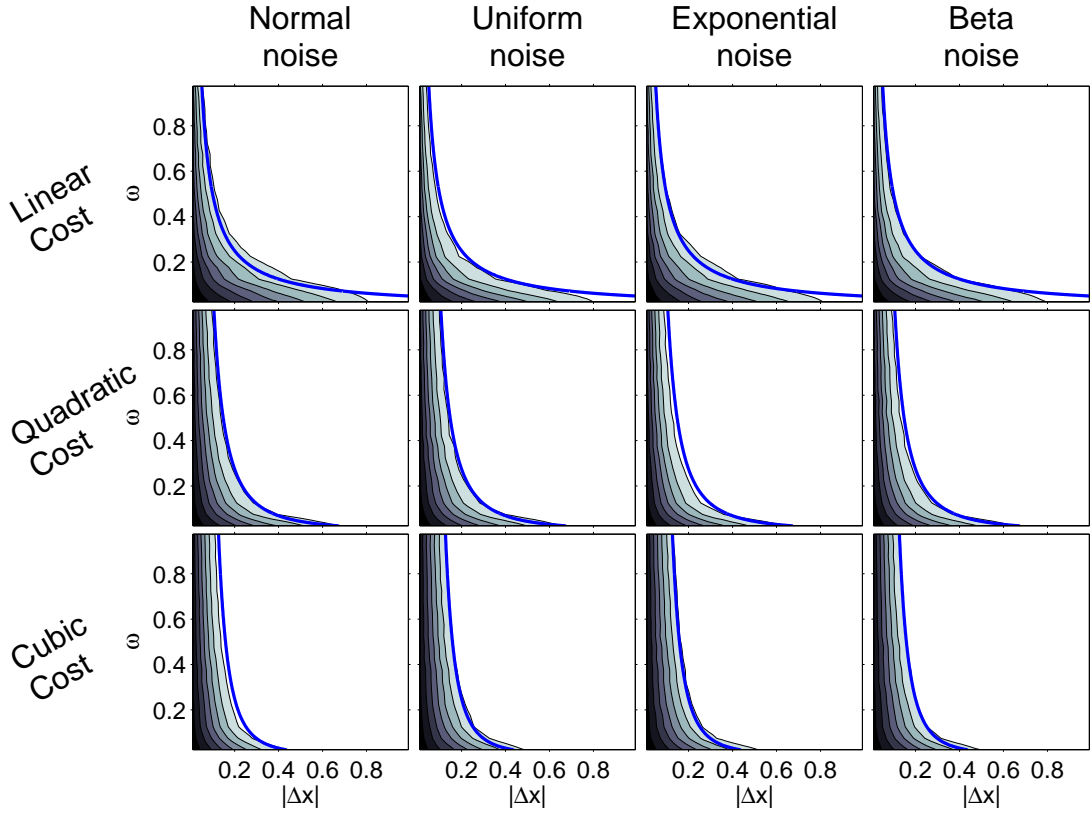 Normal noise
Uniform noise
Exponential noise
Beta noise
Linear Cost
ω
0.8
0.6
0.4
0.2
Quadratic Cost
ω
0.8
0.6
0.4
0.2
Cubic Cost
ω
0.8
0.6
0.4
0.2
0.2 0.4 0.6 0.8
0.2 0.4 0.6 0.8
0.2 0.4 0.6 0.8
0.2 0.4 0.6 0.8
|Δx|
|Δx|
|Δx|
|Δx|